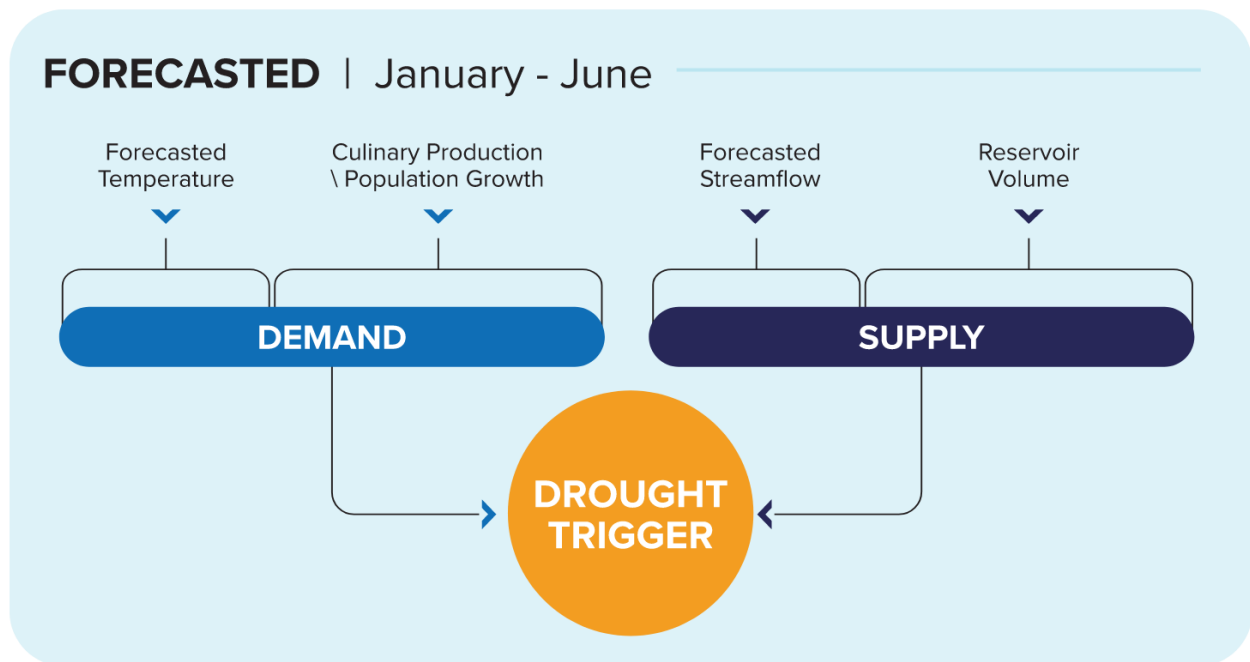 FORECASTED | January - June
Forecasted
Temperature
Culinary Production
\ Population Growth
Forecasted
Streamflow
Reservoir
Volume
DEMAND
SUPPLY
DROUGHT
TRIGGER